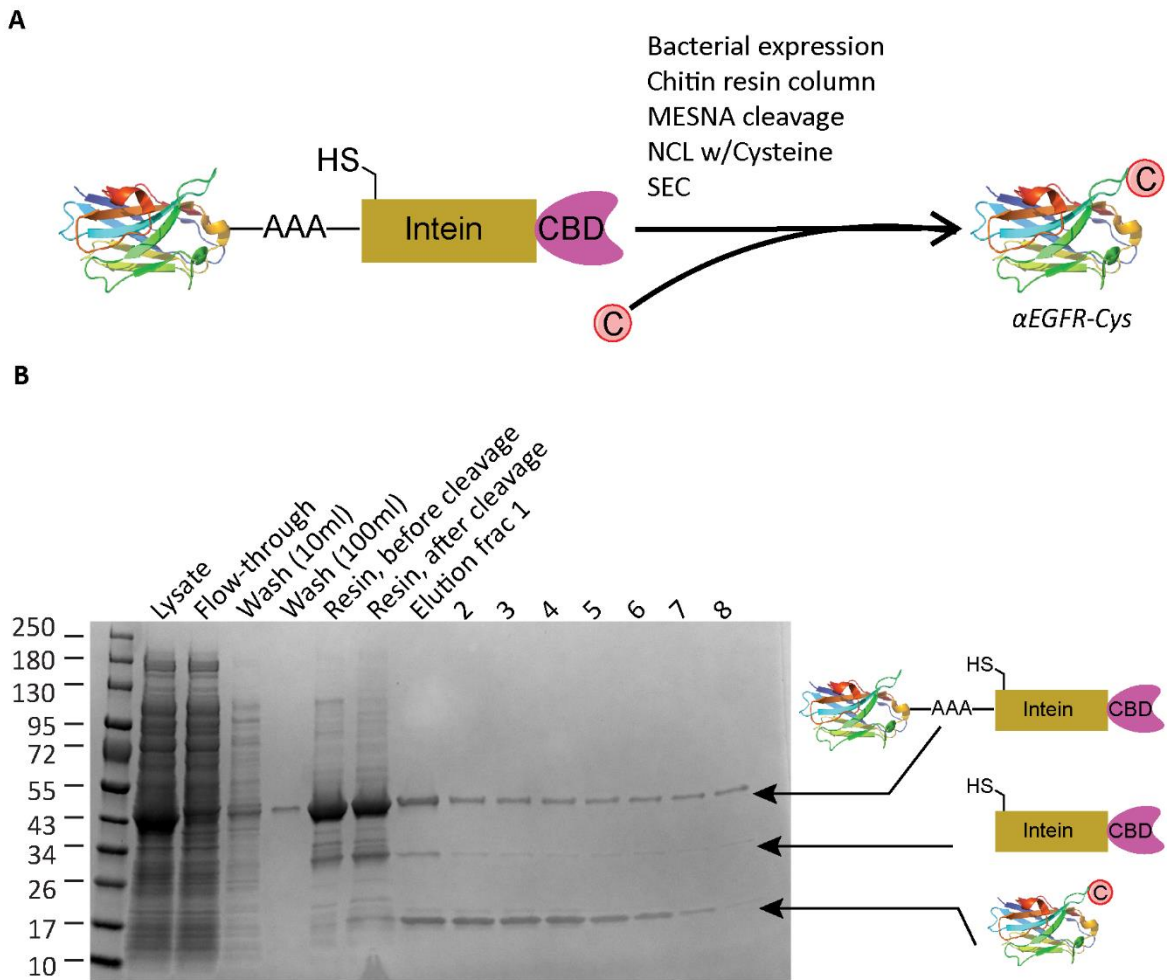 A
Bacterial expression
Chitin resin column
MESNA cleavage
NCL w/Cysteine
SEC
HS
AAA
Intein
CBD
C
C
αEGFR-Cys
B
Lysate
Flow-through
Wash (10ml)
Wash (100ml)
Resin, before cleavage
Resin, after cleavage
Elution frac 1
2
3
4
5
6
7
8
250
180
130
95
72
55
43
34
26
17
10
HS
AAA
Intein
CBD
HS
Intein
CBD
C